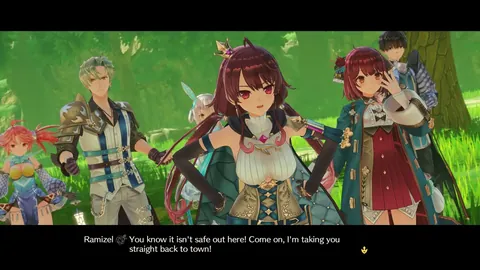 Ramizel You know it isn't safe out here! Come on, I'm taking you
straight back to town!